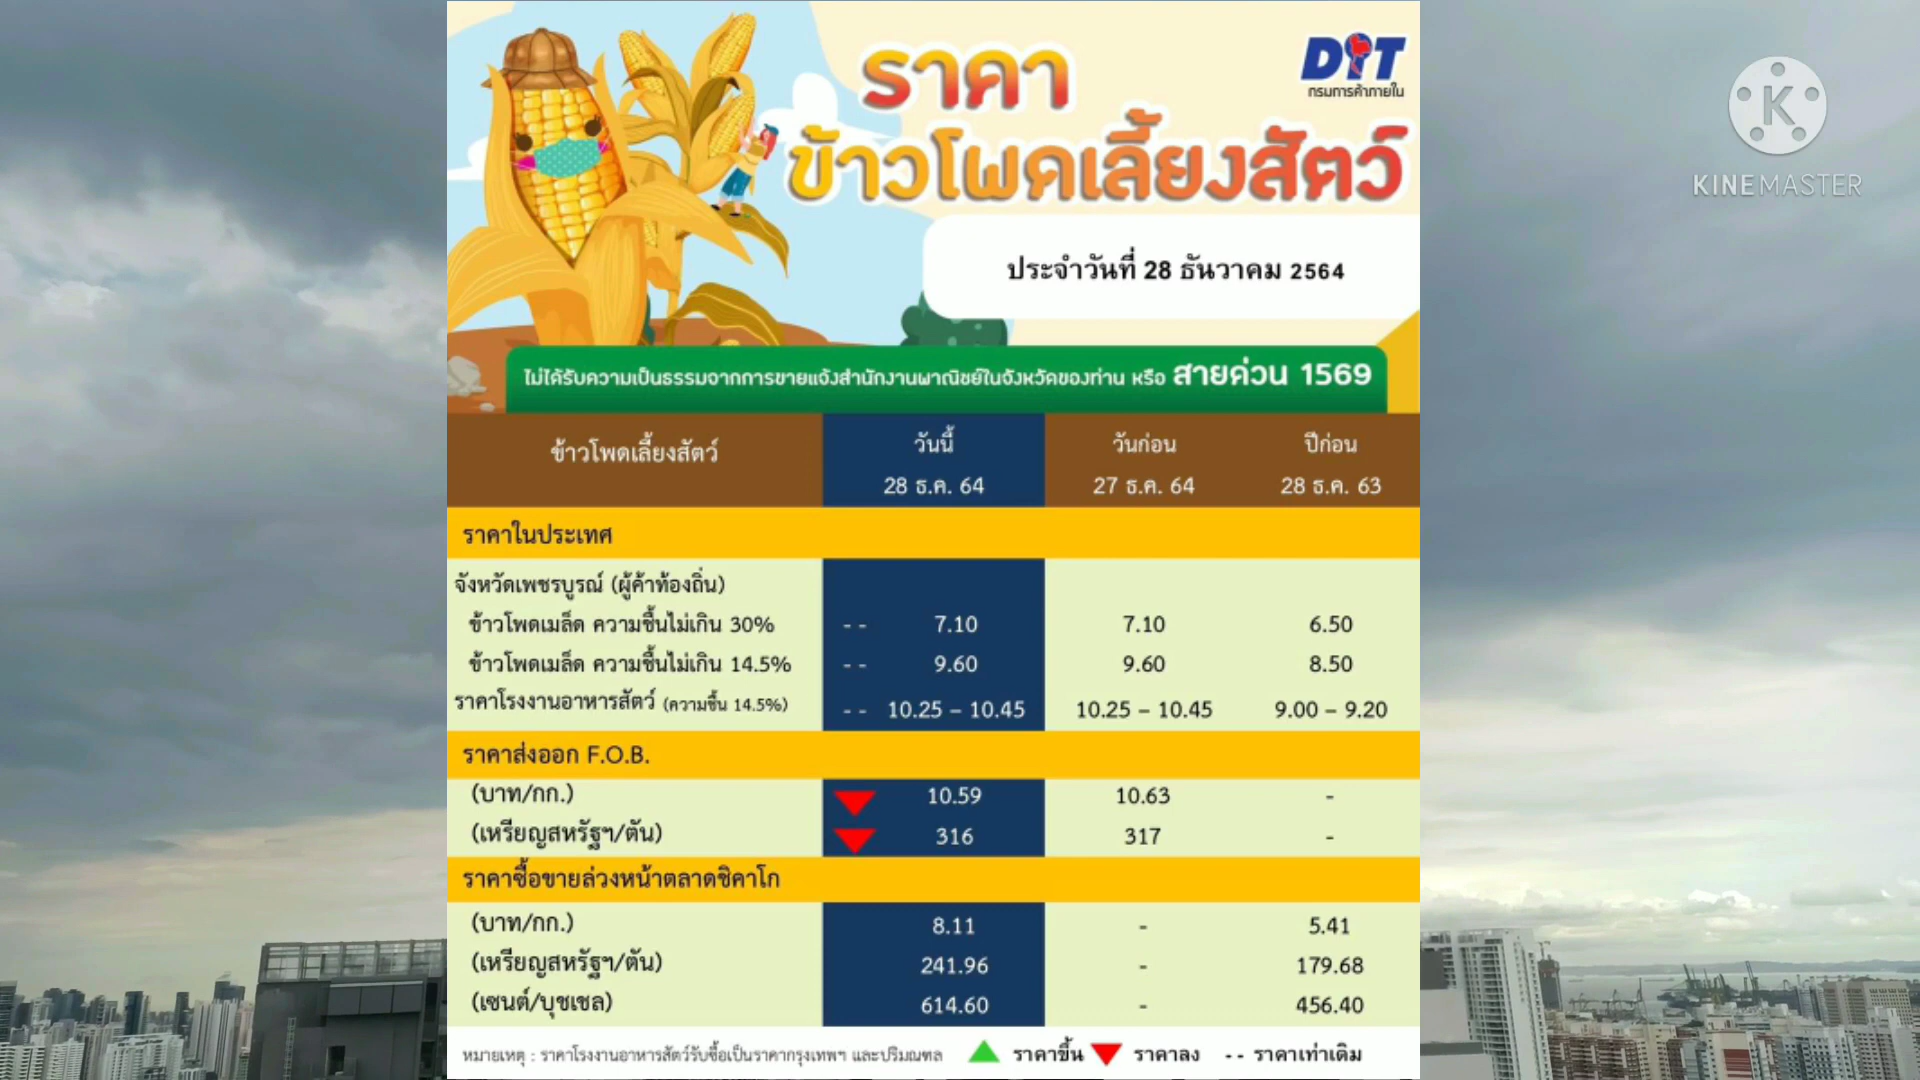 ราคา
ข้าวโพดเลี้ยงสัตว์
DIT
กรมการค้าภายใน
K
KINEMASTER
ประจำวันที่ 28 ธันวาคม 2564
ไม่ได้รับความเป็นธรรมจากการขายแจ้งสำนักงานพาณิชย์ในจังหวัดของท่าน หรือ สายด่วน 1569
ข้าวโพดเลี้ยงสัตว์ วันนี้ วันก่อน ปีก่อน
28 ธ.ค. 64 27 ธ.ค. 64 28 ธ.ค. 63
ราคาในประเทศ
จังหวัดเพชรบูรณ์ (ผู้ค้าท้องถิ่น)
ข้าวโพดเมล็ด ความชื้นไม่เกิน 30% -- 7.10 7.10 6.50
ข้าวโพดเมล็ด ความชื้นไม่เกิน 14.5% -- 9.60 9.60 8.50
ราคาโรงงานอาหารสัตว์ (ความชื้น 14.5%) -- 10.25 – 10.45 10.25 – 10.45 9.00 – 9.20
ราคาส่งออก F.O.B.
(บาท/กก.) 10.59 10.63 -
(เหรียญสหรัฐฯ/ตัน) 316 317 -
ราคาซื้อขายล่วงหน้าตลาดชิคาโก
(บาท/กก.) 8.11 - 5.41
(เหรียญสหรัฐฯ/ตัน) 241.96 - 179.68
(เซนต์/บุชเชล) 614.60 - 456.40
หมายเหตุ : ราคาโรงงานอาหารสัตว์รับซื้อเป็นราคากรุงเทพฯ และปริมณฑล ราคาขึ้น ราคาลง -- ราคาเท่าเดิม